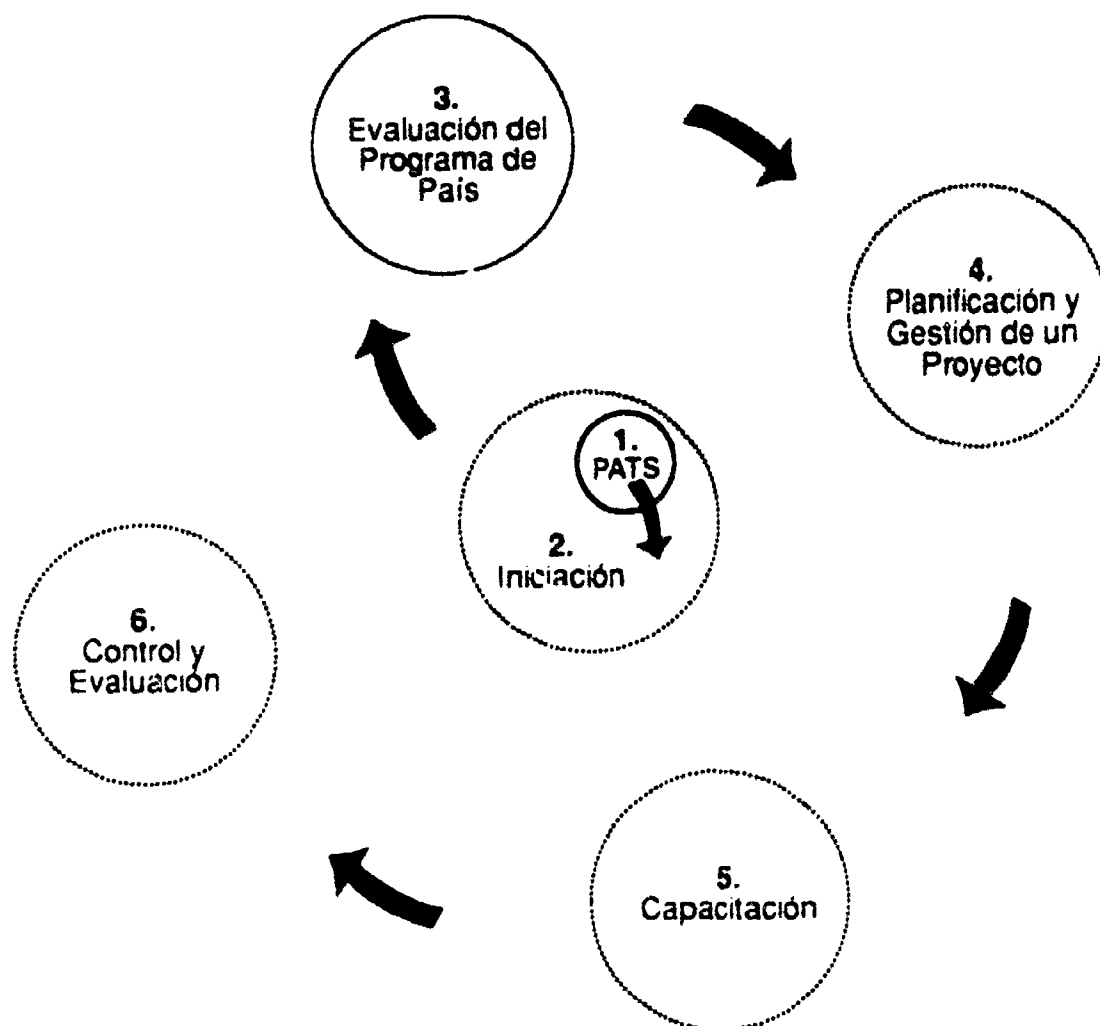 3.
Evaluación del
Programa de
País
4.
Planificación y
Gestión de un
Proyecto
1.
PATS
2.
Iniciación
6.
Control y
Evaluación
5.
Capacitación